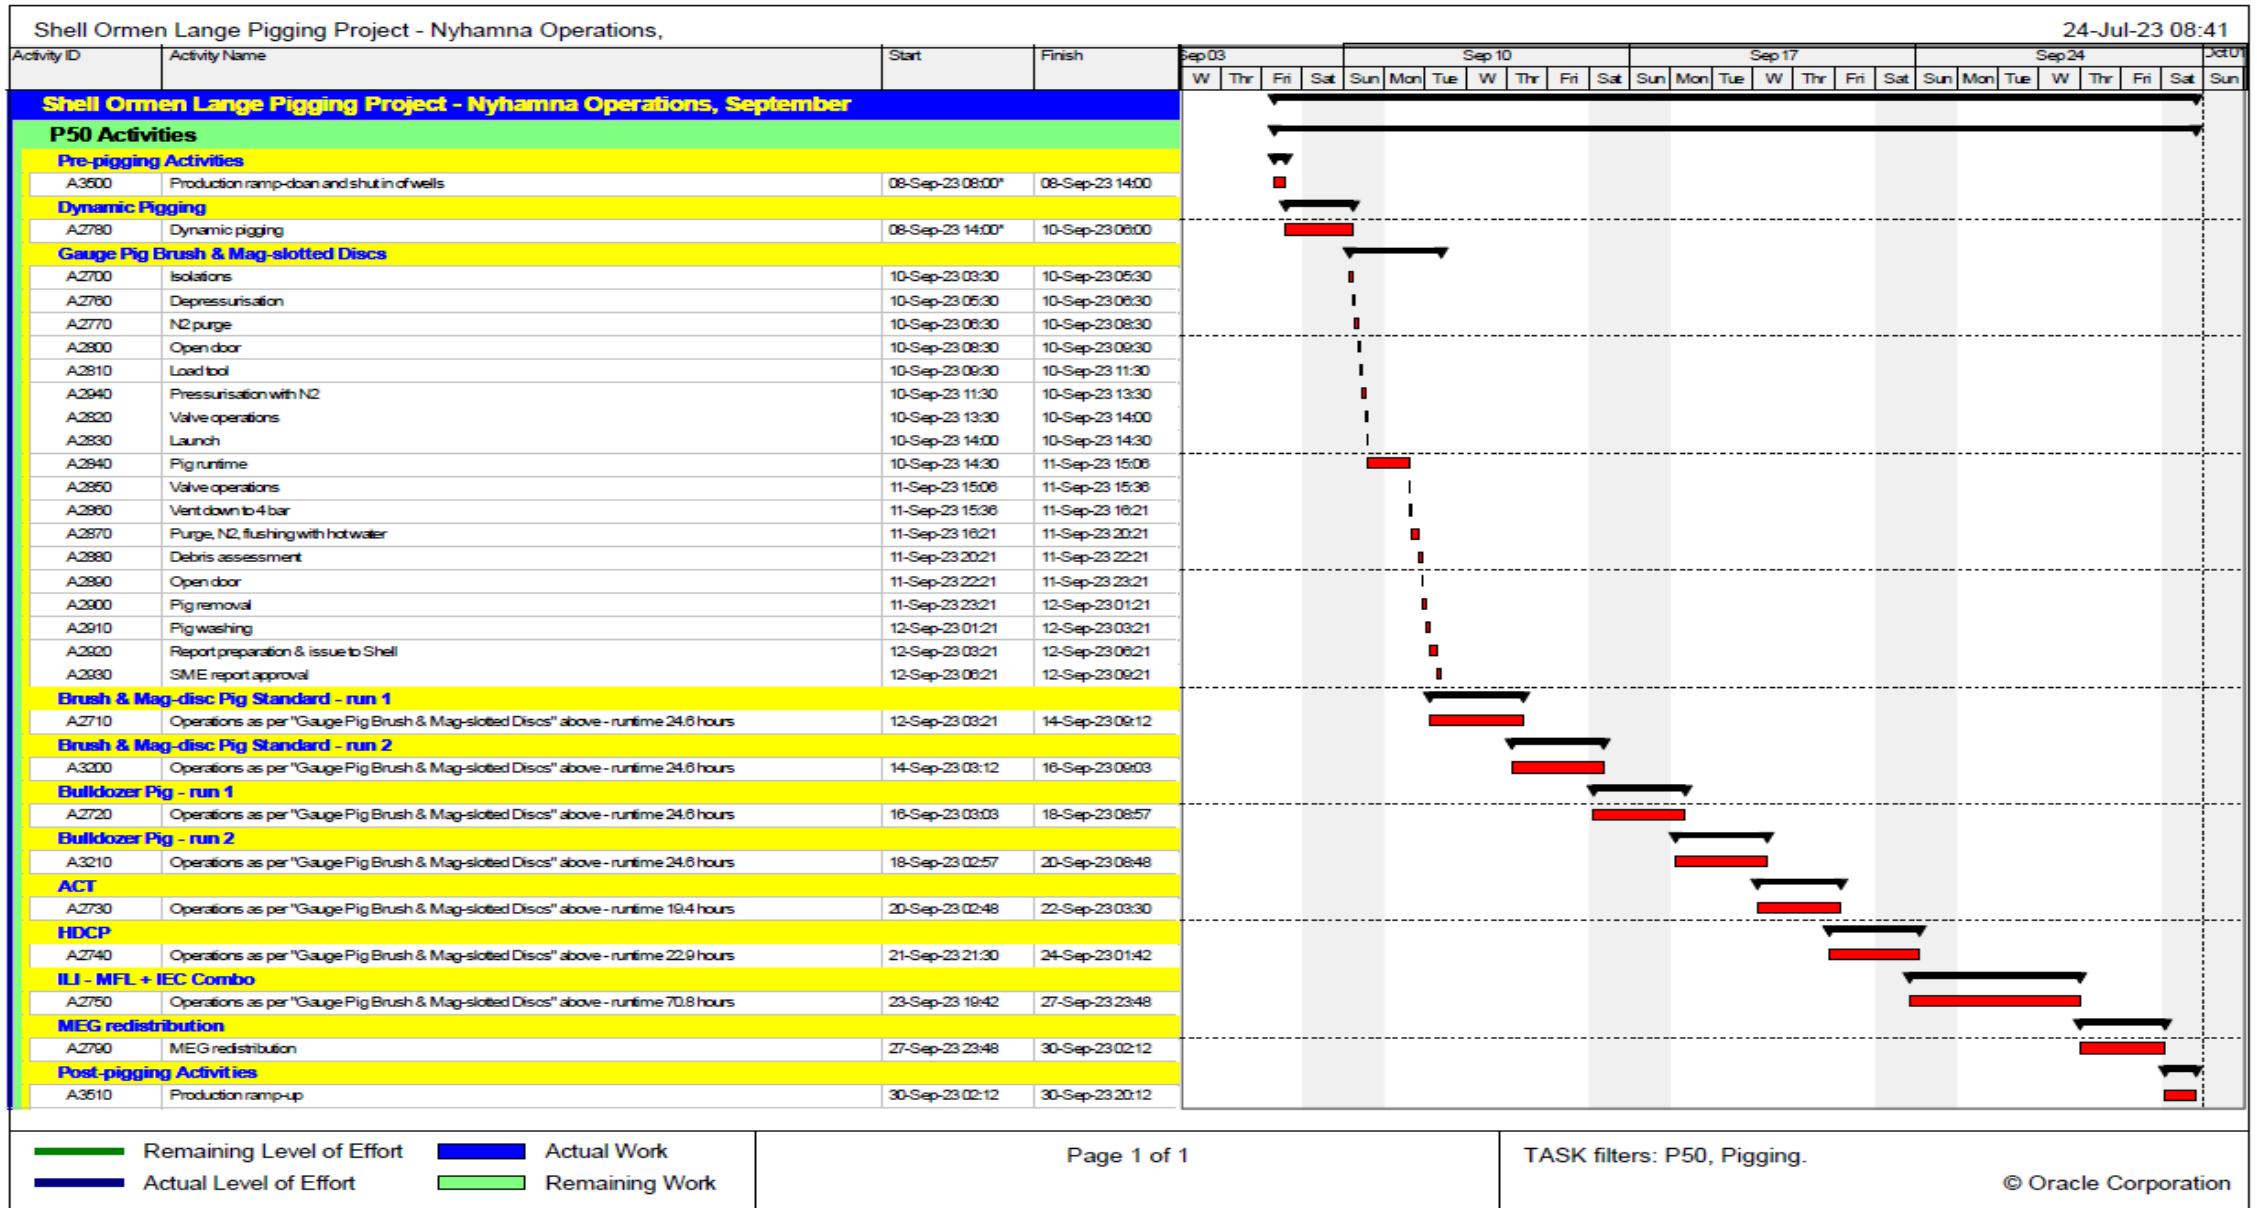 Shell Ormen Lange Pigging Project - Nyhamna Operations, 24-Jul-23 08:41
Activity ID Activity Name Start Finish Sep 03 Sep 10 Sep 17 Sep 24 Oct 01
W Thr Fri Sat Sun Mon Tue W Thr Fri Sat Sun Mon Tue W Thr Fri Sat Sun Mon Tue W Thr Fri Sat Sun
Shell Ormen Lange Pigging Project - Nyhamna Operations, September
P50 Activities
Pre-pigging Activities
A3500 Production ramp-doan and shut in of wells 08-Sep-23 08:00* 08-Sep-23 14:00
Dynamic Pigging
A2780 Dynamic pigging 08-Sep-23 14:00* 10-Sep-23 06:00
Gauge Pig Brush & Mag-slotted Discs
A2700 Isolations 10-Sep-23 03:30 10-Sep-23 05:30
A2760 Depressurisation 10-Sep-23 05:30 10-Sep-23 06:30
A2770 N2 purge 10-Sep-23 06:30 10-Sep-23 08:30
A2800 Open door 10-Sep-23 08:30 10-Sep-23 09:30
A2810 Load tool 10-Sep-23 09:30 10-Sep-23 11:30
A2940 Pressurisation with N2 10-Sep-23 11:30 10-Sep-23 13:30
A2820 Valve operations 10-Sep-23 13:30 10-Sep-23 14:00
A2830 Launch 10-Sep-23 14:00 10-Sep-23 14:30
A2840 Pig runtime 10-Sep-23 14:30 11-Sep-23 15:06
A2850 Valve operations 11-Sep-23 15:06 11-Sep-23 15:36
A2860 Vent down to 4 bar 11-Sep-23 15:36 11-Sep-23 16:21
A2870 Purge, N2, flushing with hot water 11-Sep-23 16:21 11-Sep-23 20:21
A2880 Debris assessment 11-Sep-23 20:21 11-Sep-23 22:21
A2890 Open door 11-Sep-23 22:21 11-Sep-23 23:21
A2900 Pig removal 11-Sep-23 23:21 12-Sep-23 01:21
A2910 Pig washing 12-Sep-23 01:21 12-Sep-23 03:21
A2920 Report preparation & issue to Shell 12-Sep-23 03:21 12-Sep-23 06:21
A2930 SME report approval 12-Sep-23 06:21 12-Sep-23 09:21
Brush & Mag-disc Pig Standard - run 1
A2710 Operations as per "Gauge Pig Brush & Mag-slotted Discs" above - runtime 24.6 hours 12-Sep-23 03:21 14-Sep-23 09:12
Brush & Mag-disc Pig Standard - run 2
A3200 Operations as per "Gauge Pig Brush & Mag-slotted Discs" above - runtime 24.6 hours 14-Sep-23 03:12 16-Sep-23 09:03
Bulldozer Pig - run 1
A2720 Operations as per "Gauge Pig Brush & Mag-slotted Discs" above - runtime 24.6 hours 16-Sep-23 03:03 18-Sep-23 08:57
Bulldozer Pig - run 2
A3210 Operations as per "Gauge Pig Brush & Mag-slotted Discs" above - runtime 24.6 hours 18-Sep-23 02:57 20-Sep-23 08:48
ACT
A2730 Operations as per "Gauge Pig Brush & Mag-slotted Discs" above - runtime 19.4 hours 20-Sep-23 02:48 22-Sep-23 03:30
HDCP
A2740 Operations as per "Gauge Pig Brush & Mag-slotted Discs" above - runtime 22.9 hours 21-Sep-23 21:30 24-Sep-23 01:42
ILI - MFL + IEC Combo
A2750 Operations as per "Gauge Pig Brush & Mag-slotted Discs" above - runtime 70.8 hours 23-Sep-23 19:42 27-Sep-23 23:48
MEG redistribution
A2790 MEG redistribution 27-Sep-23 23:48 30-Sep-23 02:12
Post-pigging Activities
A3510 Production ramp-up 30-Sep-23 02:12 30-Sep-23 20:12
Remaining Level of Effort Actual Work Page 1 of 1 TASK filters: P50, Pigging.
Actual Level of Effort Remaining Work © Oracle Corporation